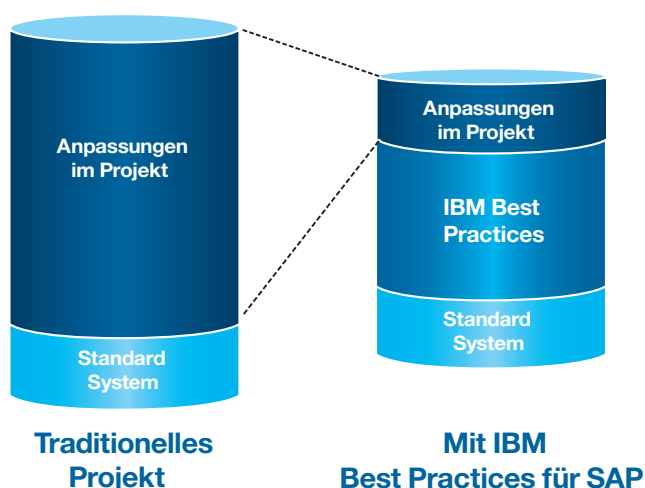 Anpassungen
im Projekt
Standard
System
Traditionelles
Projekt
Anpassungen
im Projekt
IBM Best
Practices
Standard
System
Mit IBM
Best Practices für SAP